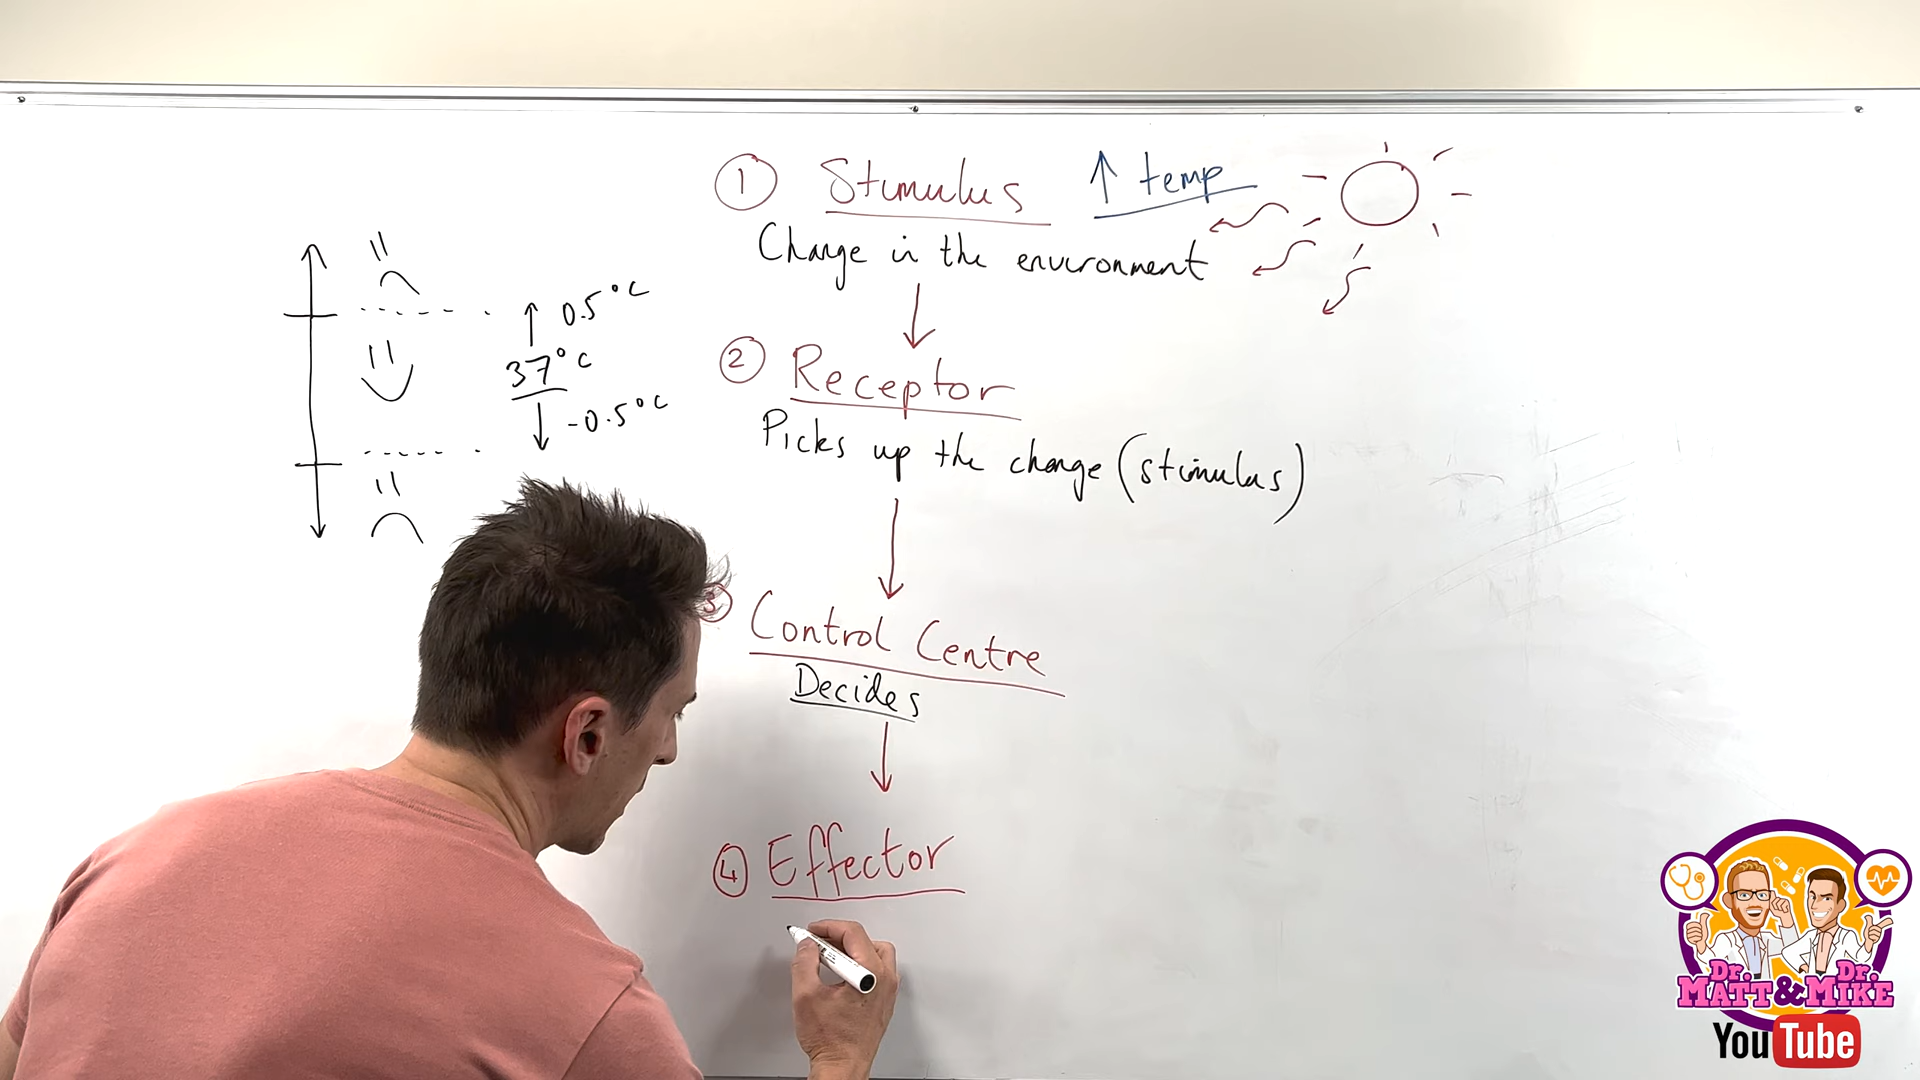 ① Stimulus ↑ temp
Change in the environment
↑ 0.5°C
37°C
↓ -0.5°C
② Receptor
Picks up the change (stimulus)
③ Control Centre
Decides
④ Effector
Dr. Dr.
MATT & MIKE
YouTube